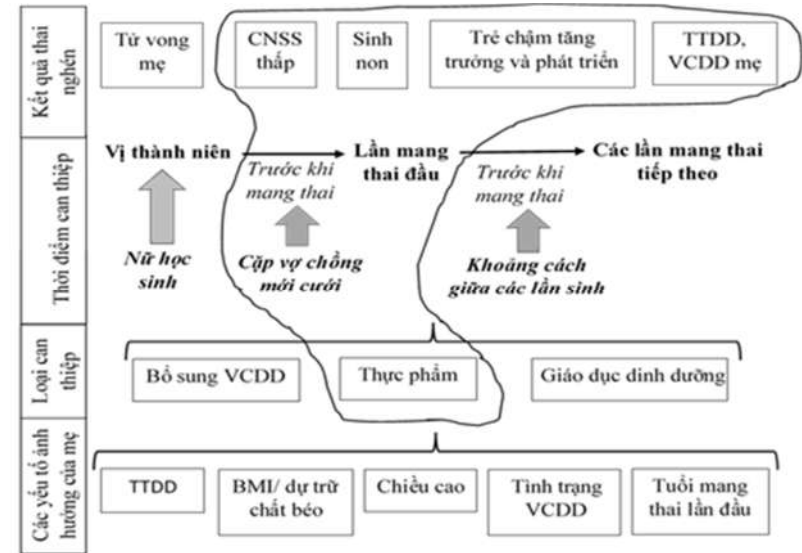 Kết quả thai
nghén
Tử vong
mẹ
CNSS
thấp
Sinh
non
Trẻ chậm tăng
trưởng và phát triển
TTDD,
VCDD mẹ
Thời điểm can thiệp
Vị thành niên
Trước khi
mang thai
Lần mang
thai đầu
Trước khi
mang thai
Các lần mang thai
tiếp theo
Nữ học
sinh
Cặp vợ chồng
mới cưới
Khoảng cách
giữa các lần sinh
Loại can
thiệp
Bổ sung VCDD
Thực phẩm
Giáo dục dinh dưỡng
Các yếu tố ảnh
hưởng của mẹ
TTDD
BMI/ dự trữ
chất béo
Chiều cao
Tình trạng
VCDD
Tuổi mang
thai lần đầu